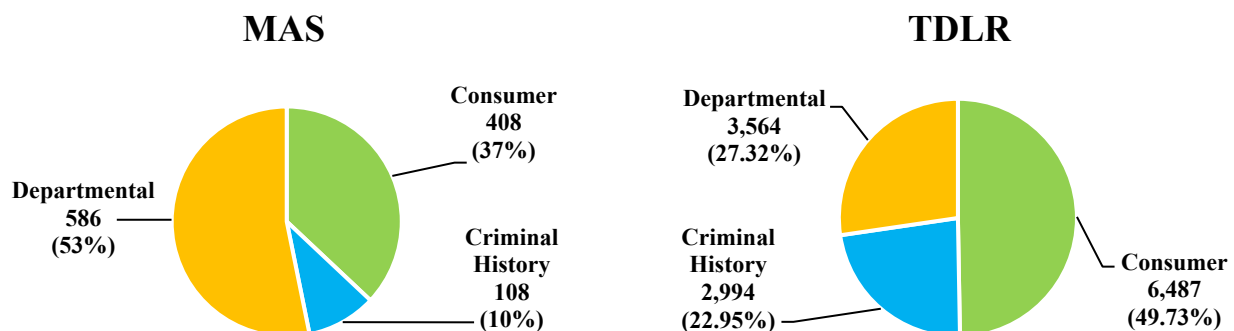 MAS
Consumer
408
(37%)
Departmental
586
(53%)
Criminal
History
108
(10%)
TDLR
Departmental
3,564
(27.32%)
Criminal
History
2,994
(22.95%)
Consumer
6,487
(49.73%)